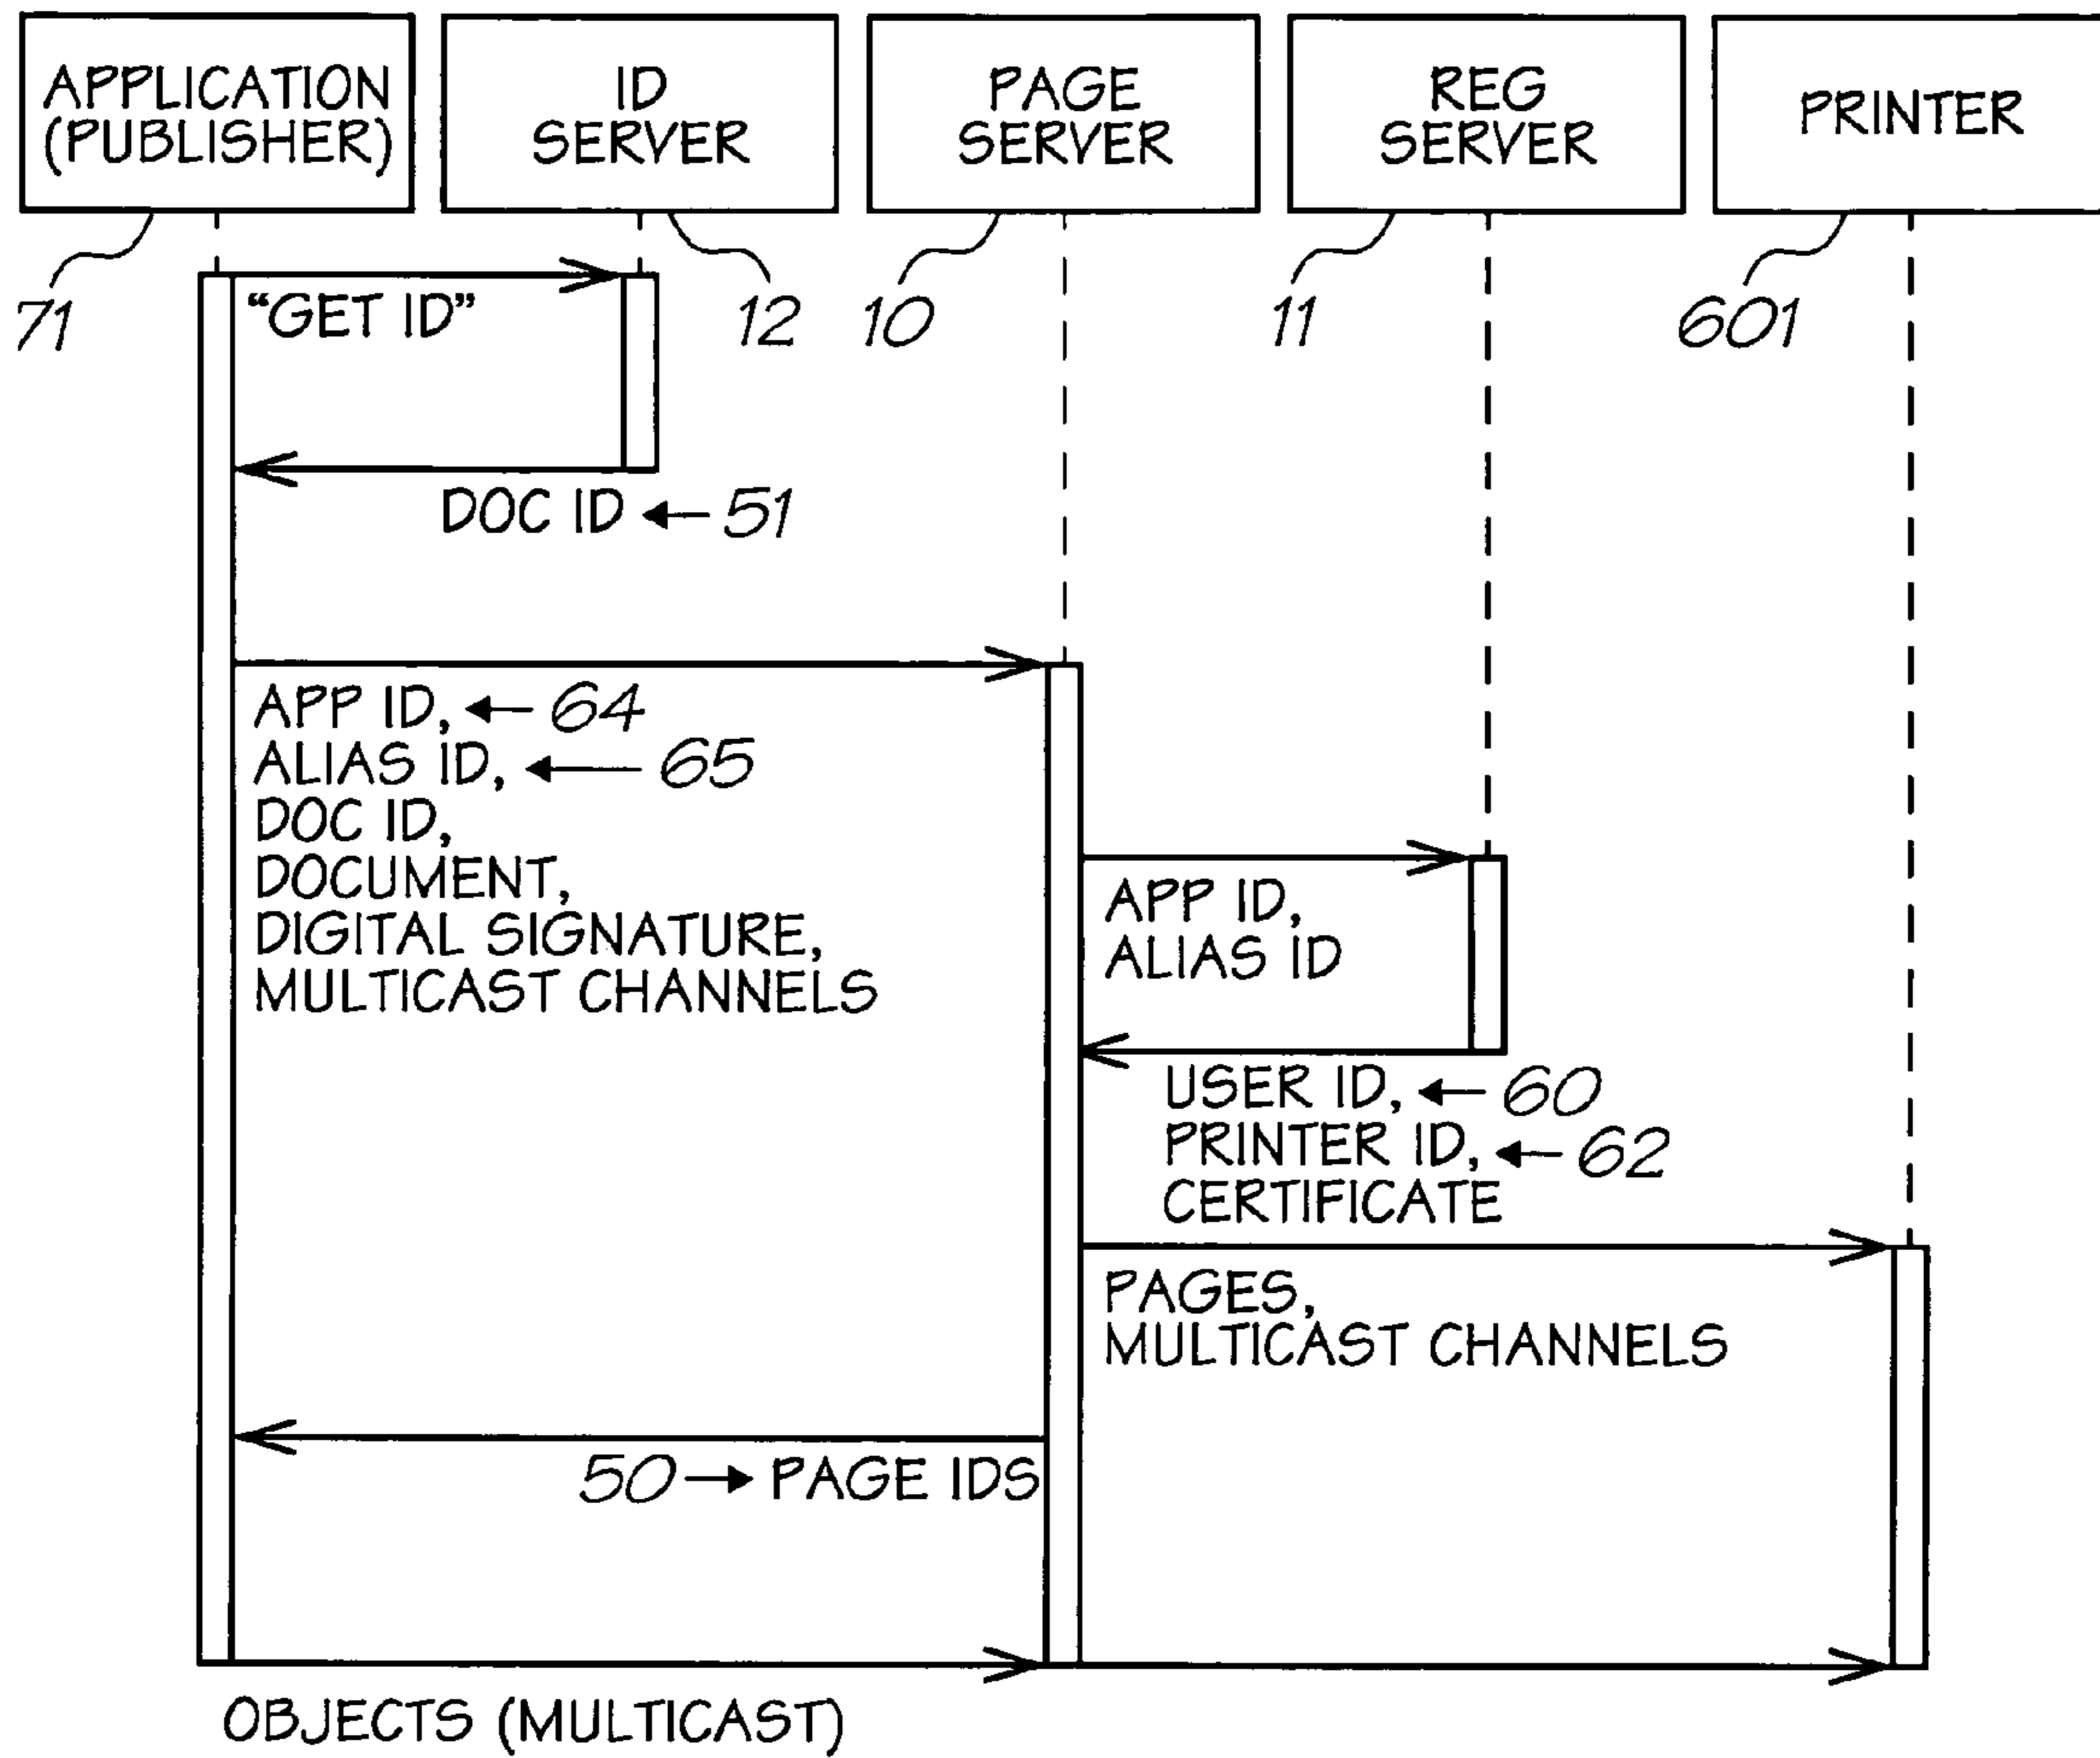 APPLICATION
(PUBLISHER)
ID
SERVER
PAGE
SERVER
REG
SERVER
PRINTER
71
"GET ID"
12
10
11
601
DOC ID
51
APP ID,
64
ALIAS ID,
65
DOC ID,
DOCUMENT,
DIGITAL SIGNATURE,
MULTICAST CHANNELS
APP ID,
ALIAS ID
USER ID,
60
PRINTER ID,
62
CERTIFICATE
PAGES,
MULTICAST CHANNELS
50
PAGE IDS
OBJECTS (MULTICAST)